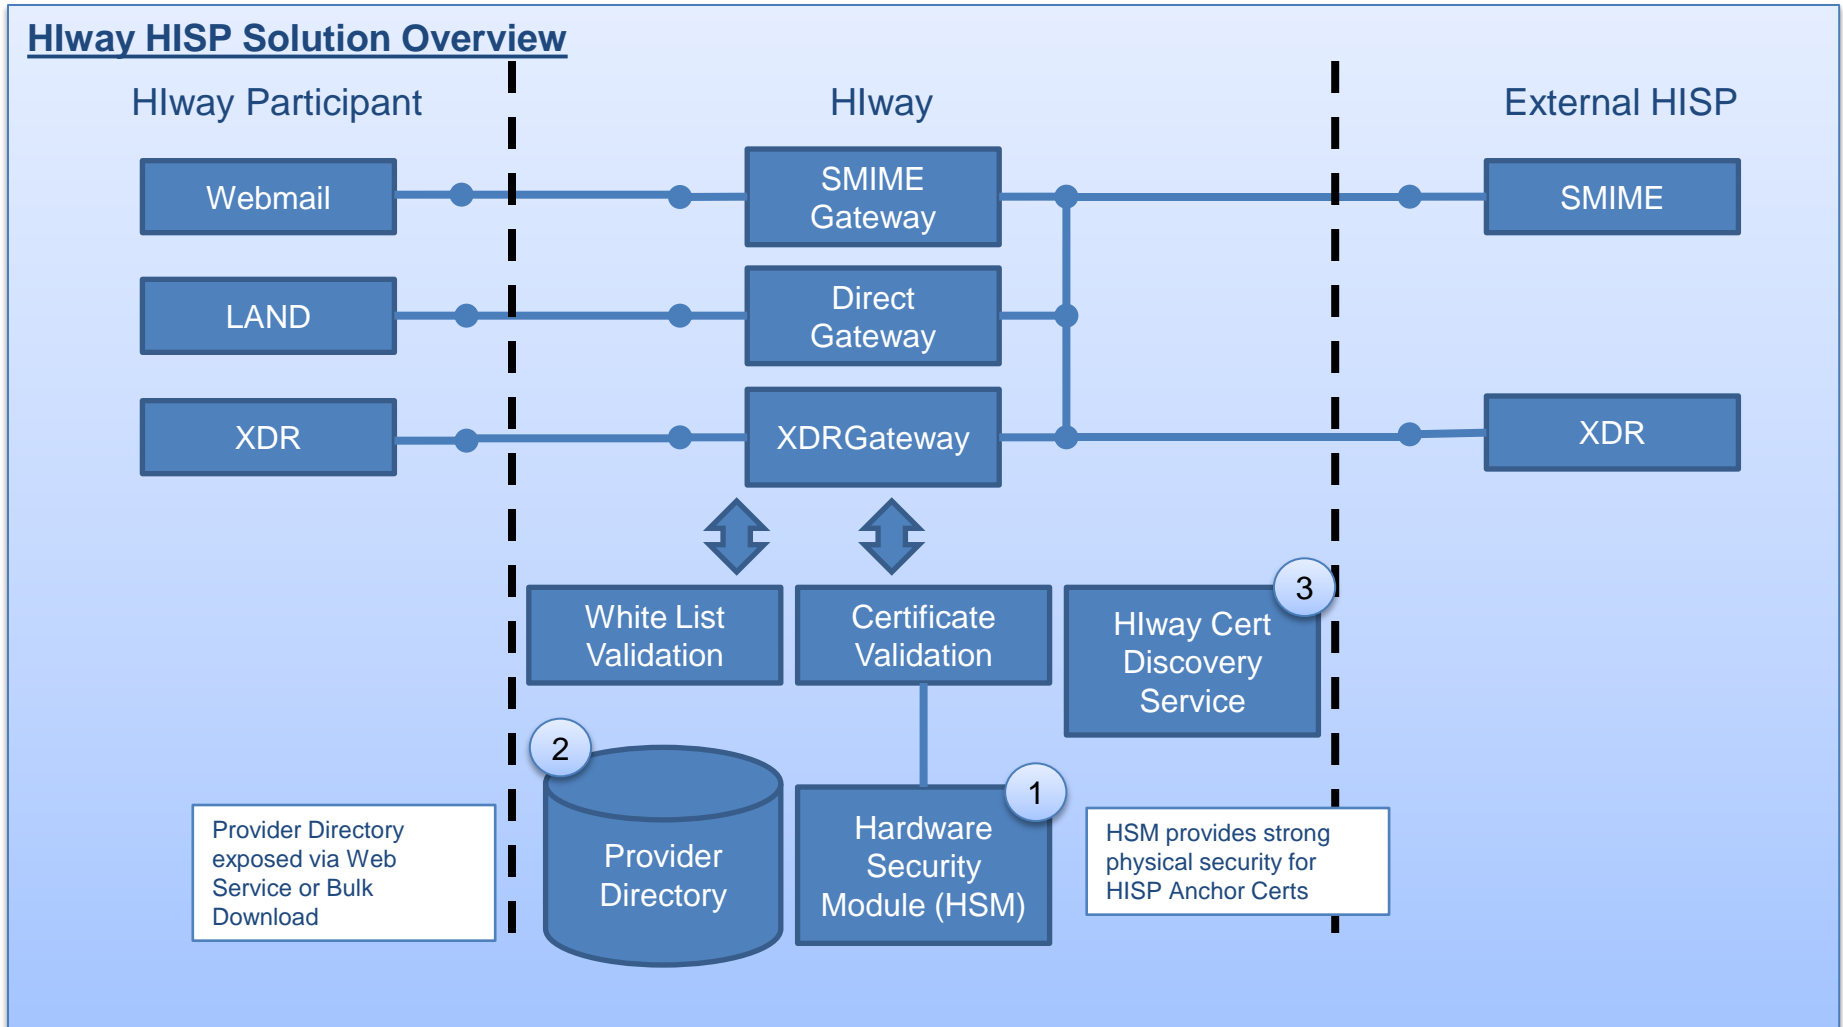 HIway HISP Solution Overview
HIway Participant
HIway
External HISP
Webmail
SMIME
Gateway
SMIME
LAND
Direct
Gateway
XDR
XDRGateway
XDR
White List
Validation
Certificate
Validation
3
HIway Cert
Discovery
Service
2
Provider
Directory
1
Hardware
Security
Module (HSM)
Provider Directory
exposed via Web
Service or Bulk
Download
HSM provides strong
physical security for
HISP Anchor Certs